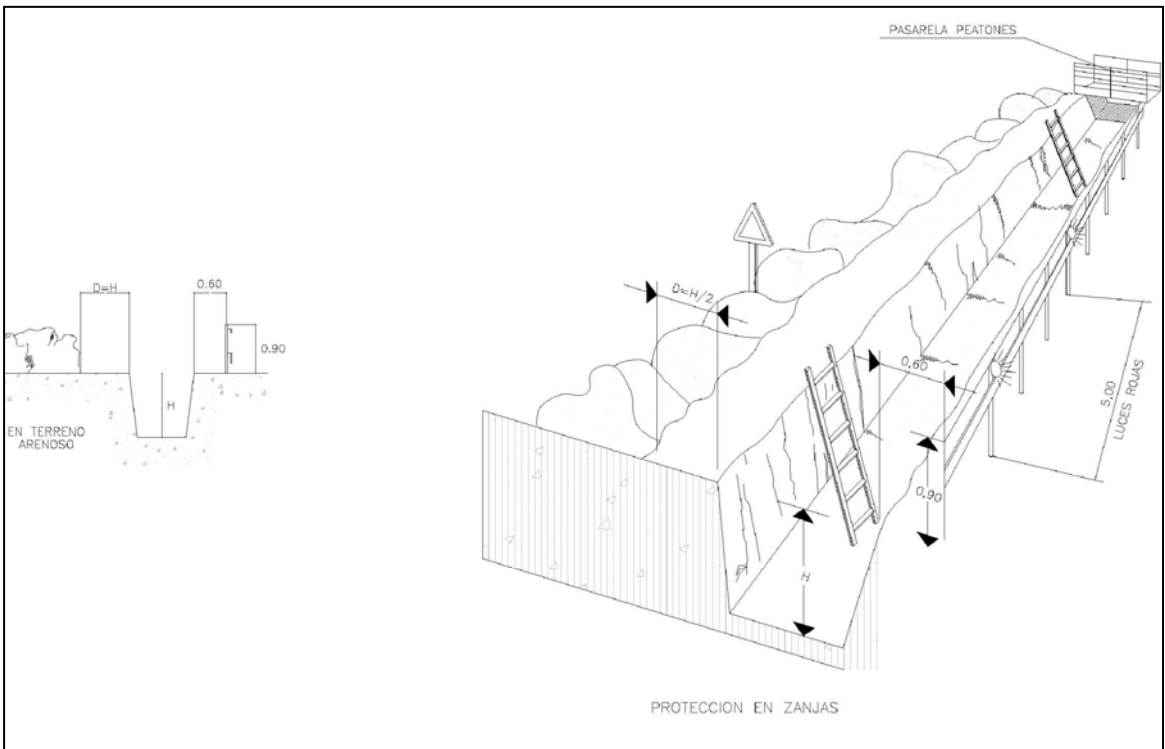 PASARELA PEATONES
D=H
0.60
0.90
H
EN TERRENO
ARENOSO
D=H/2
0.60
5,00
LUCES ROJAS
0,90
H
PROTECCION EN ZANJAS